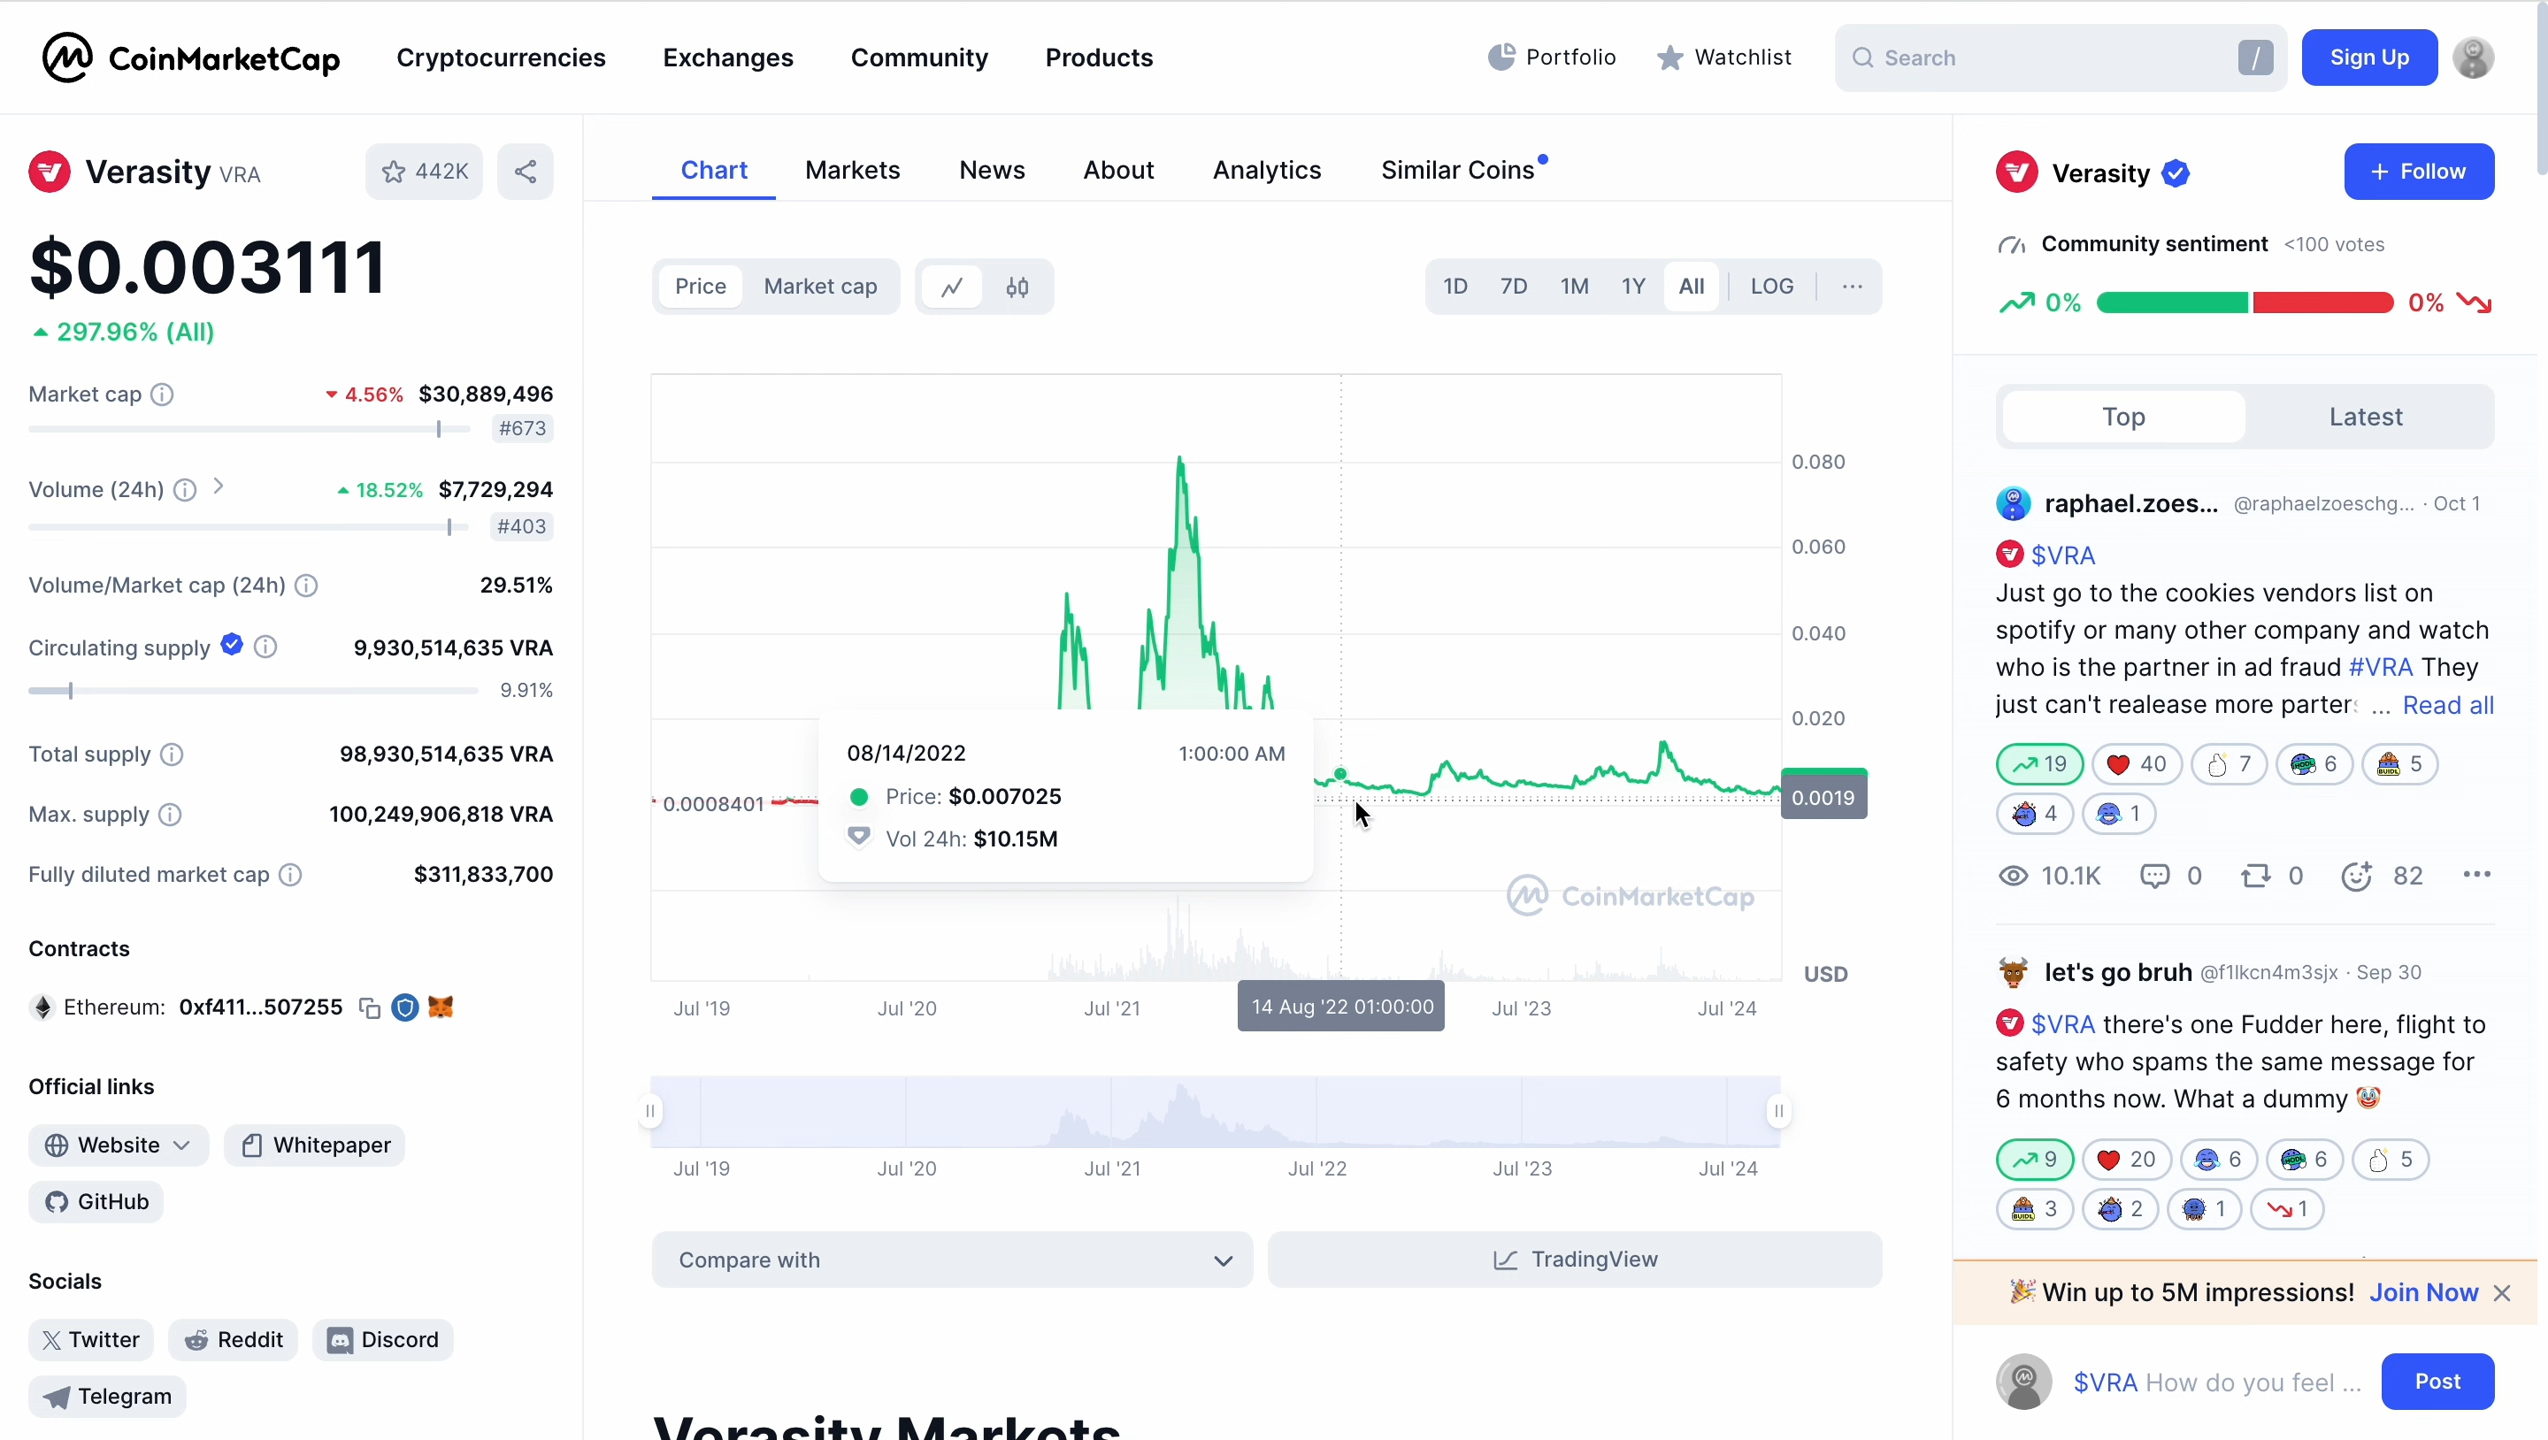 CoinMarketCap
Cryptocurrencies
Exchanges
Community
Products
Portfolio
Watchlist
Search
/
Sign Up
Verasity VRA
442K
$0.003111
297.96% (All)
Market cap
4.56% $30,889,496
#673
Volume (24h)
18.52% $7,729,294
#403
Volume/Market cap (24h)
29.51%
Circulating supply
9,930,514,635 VRA
9.91%
Total supply
98,930,514,635 VRA
Max. supply
100,249,906,818 VRA
Fully diluted market cap
$311,833,700
Contracts
Ethereum: 0xf411...507255
Official links
Website
Whitepaper
GitHub
Socials
Twitter
Reddit
Discord
Telegram
Chart
Markets
News
About
Analytics
Similar Coins
Price
Market cap
1D
7D
1M
1Y
All
LOG
0.080
0.060
0.040
0.020
0.0019
0.0008401
08/14/2022
1:00:00 AM
Price: $0.007025
Vol 24h: $10.15M
CoinMarketCap
USD
Jul '19
Jul '20
Jul '21
14 Aug '22 01:00:00
Jul '23
Jul '24
Jul '19
Jul '20
Jul '21
Jul '22
Jul '23
Jul '24
Compare with
TradingView
Verasity Markets
Verasity
+ Follow
Community sentiment <100 votes
0%
0%
Top
Latest
raphael.zoes... @raphaelzoeschg... · Oct 1
$VRA
Just go to the cookies vendors list on
spotify or many other company and watch
who is the partner in ad fraud #VRA They
just can't realease more parter ... Read all
19
40
7
6
5
4
1
10.1K
0
0
82
let's go bruh @f1lkcn4m3sjx · Sep 30
$VRA there's one Fudder here, flight to
safety who spams the same message for
6 months now. What a dummy 🤡
9
20
6
6
5
3
2
1
1
Win up to 5M impressions! Join Now
$VRA How do you feel ...
Post